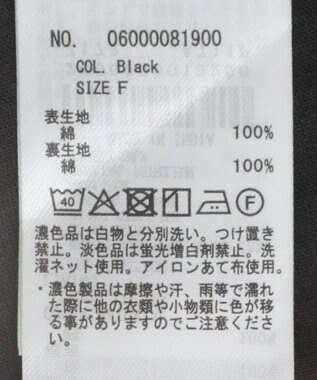 NO. 06000081900
COL. Black
SIZE F
表生地
綿 100%
裏生地
綿 100%
40 F
濃色品は白物と分別洗い。つけ置き
禁止。淡色品は蛍光増白剤禁止。洗
濯ネット使用。アイロンあて布使用。
・濃色製品は摩擦や汗、雨等で濡れ
た際に他の衣類や小物類に色が移
る事がありますのでご注意くださ
い。